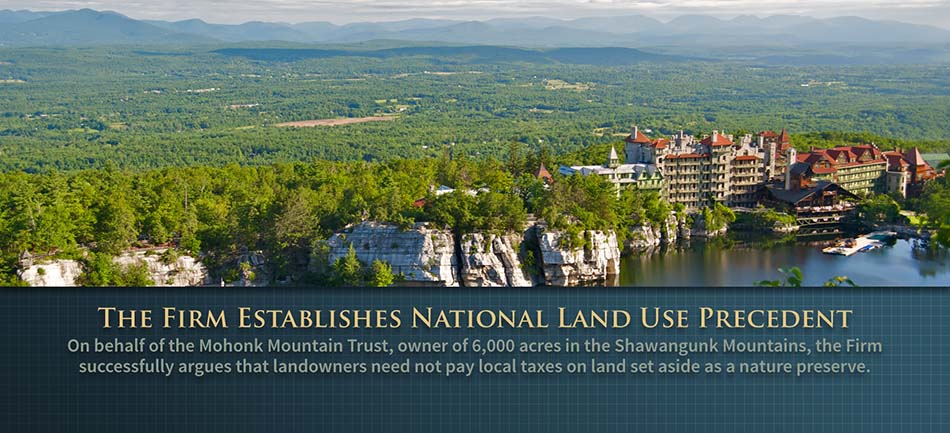 The Firm Establishes National Land Use Precedent
On behalf of the Mohonk Mountain Trust, owner of 6,000 acres in the Shawangunk Mountains, the Firm
successfully argues that landowners need not pay local taxes on land set aside as a nature preserve.